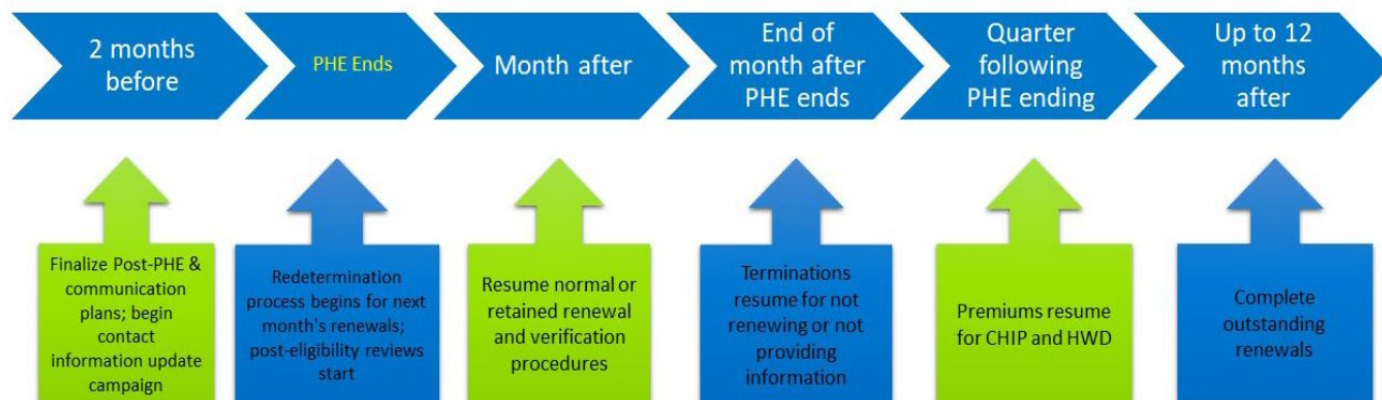 2 months
before
PHE Ends
Month after
End of
month after
PHE ends
Quarter
following
PHE ending
Up to 12
months
after
Finalize Post-PHE &
communication
plans; begin
contact
information update
campaign
Redetermination
process begins for next
month's renewals;
post-eligibility reviews
start
Resume normal or
retained renewal
and verification
procedures
Terminations
resume for not
renewing or not
providing
information
Premiums resume
for CHIP and HWD
Complete
outstanding
renewals